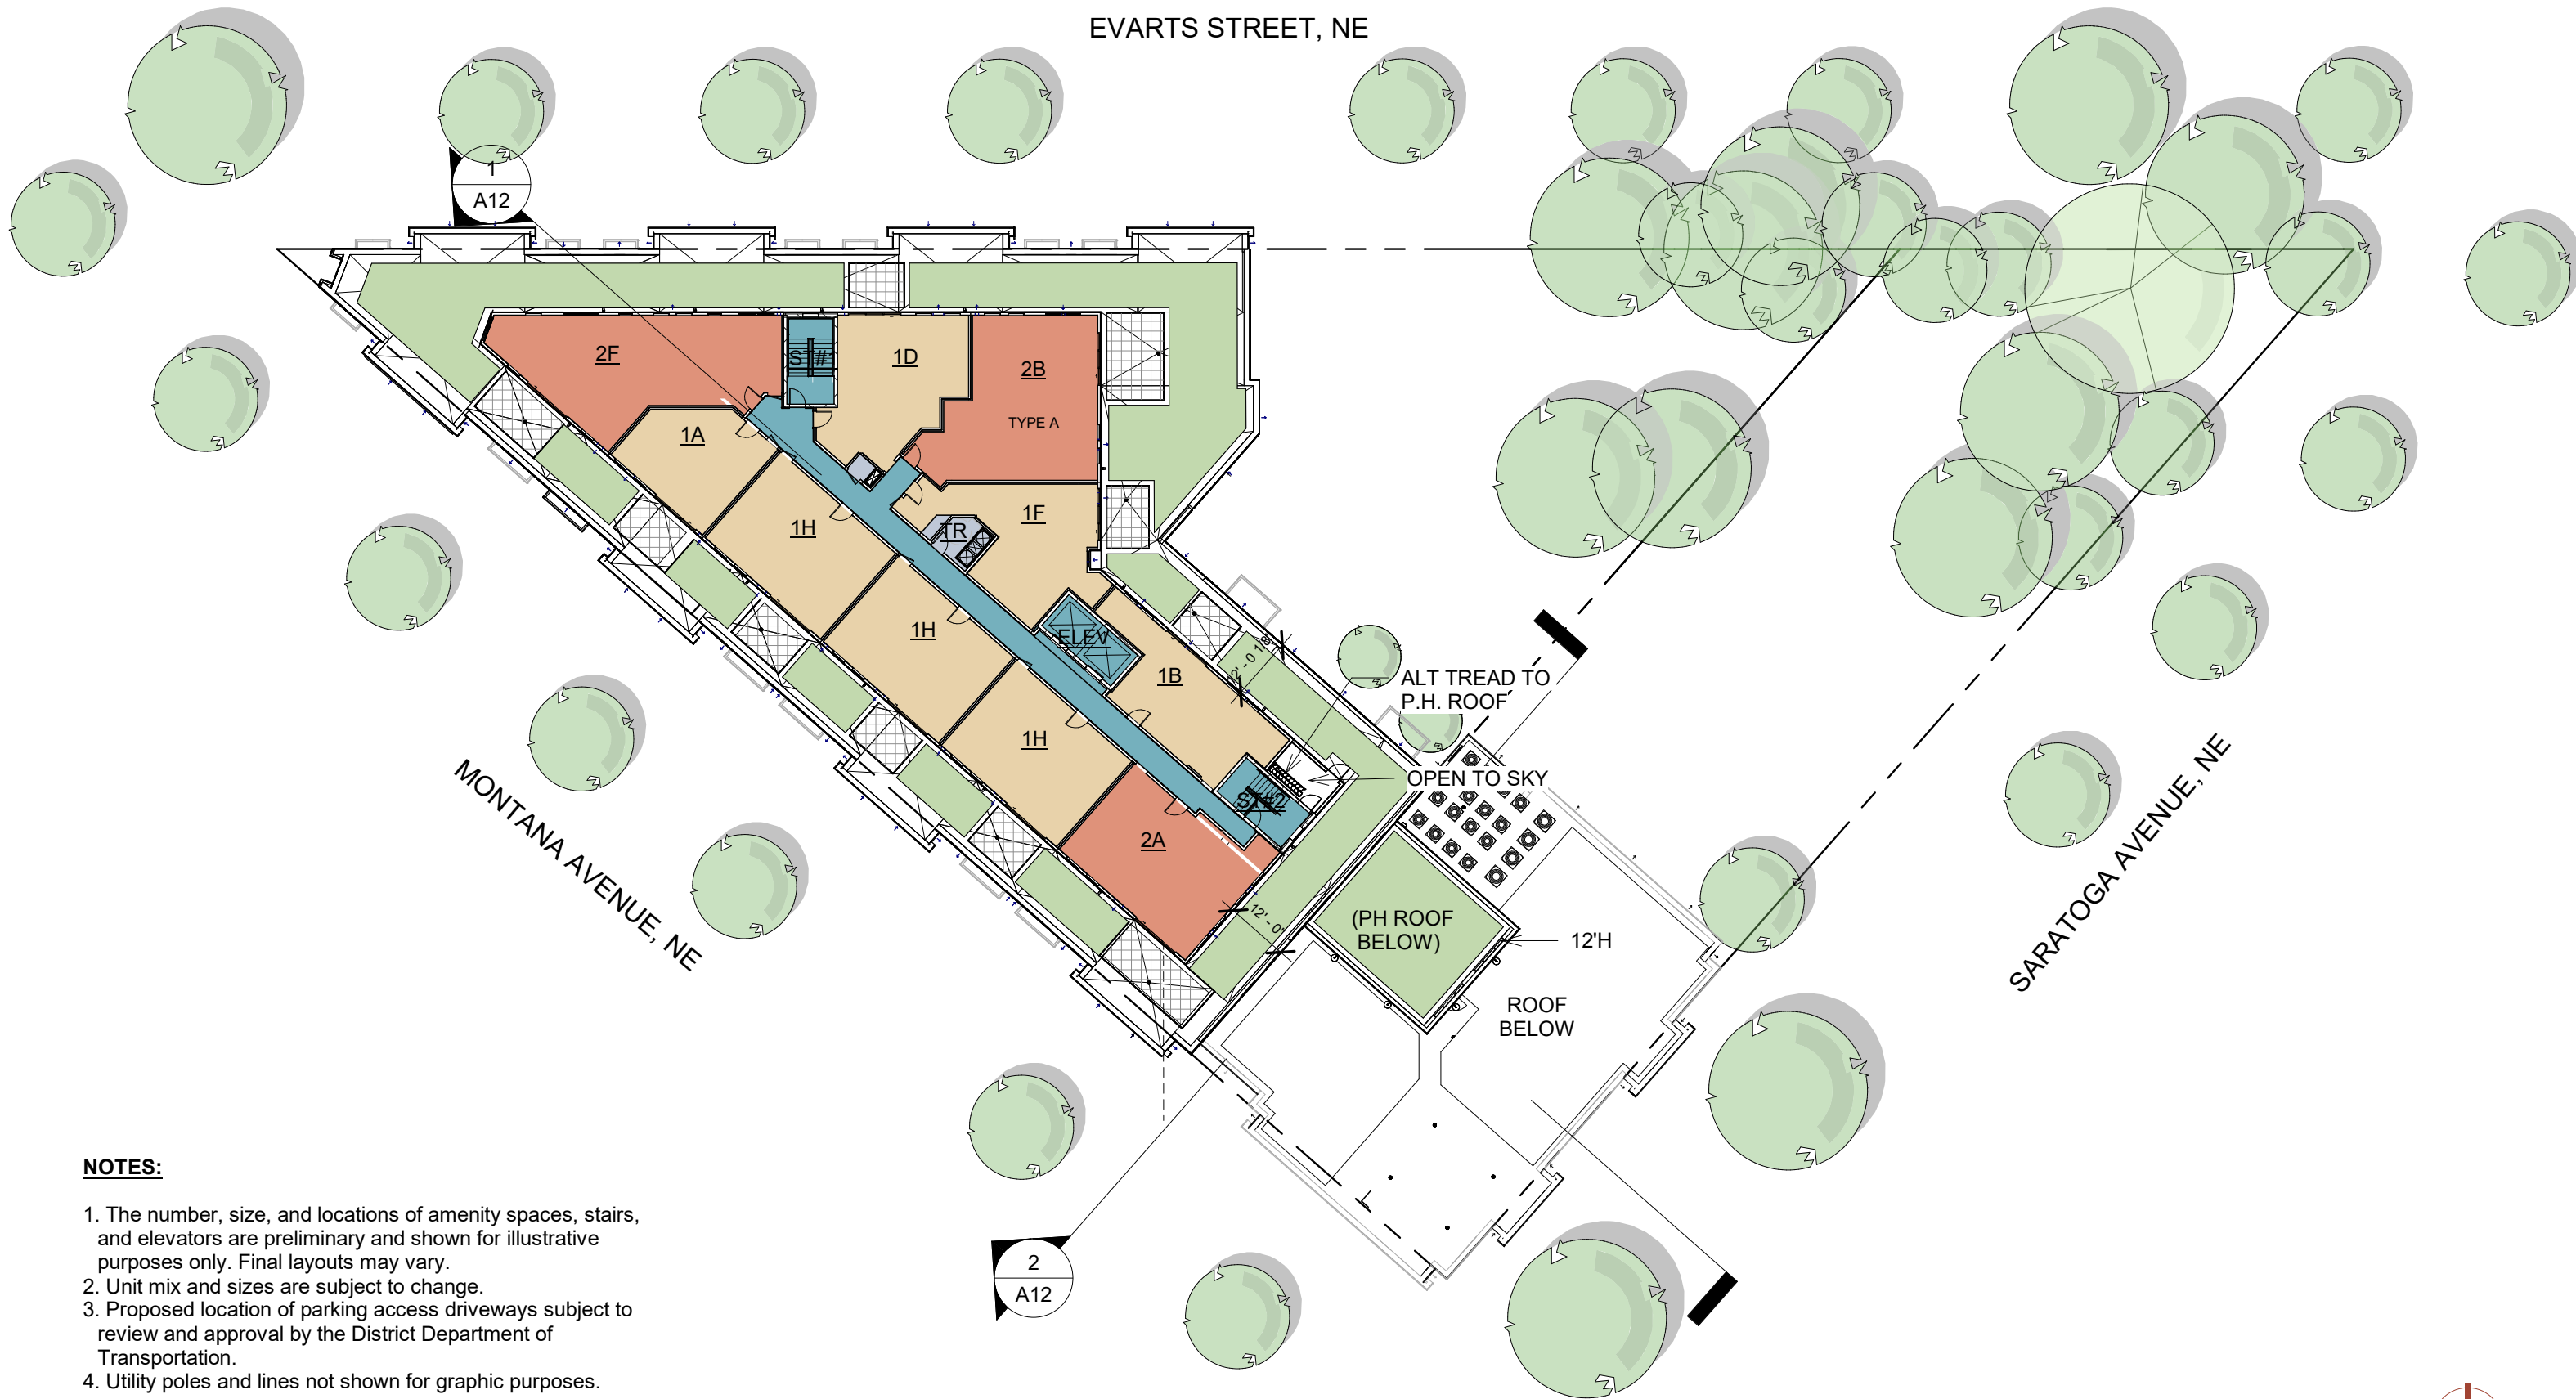 EVARTS STREET, NE
1
A12
2F
ST#
1D
2B
TYPE A
1A
1H
1F
TR
1H
ELEV
12' - 0 1/8"
1B
ALT TREAD TO
P.H. ROOF
1H
OPEN TO SKY
ST#2
2A
MONTANA AVENUE, NE
SARATOGA AVENUE, NE
12' - 0"
(PH ROOF
BELOW)
12'H
ROOF
BELOW
2
A12
NOTES:
1. The number, size, and locations of amenity spaces, stairs,
and elevators are preliminary and shown for illustrative
purposes only. Final layouts may vary.
2. Unit mix and sizes are subject to change.
3. Proposed location of parking access driveways subject to
review and approval by the District Department of
Transportation.
4. Utility poles and lines not shown for graphic purposes.